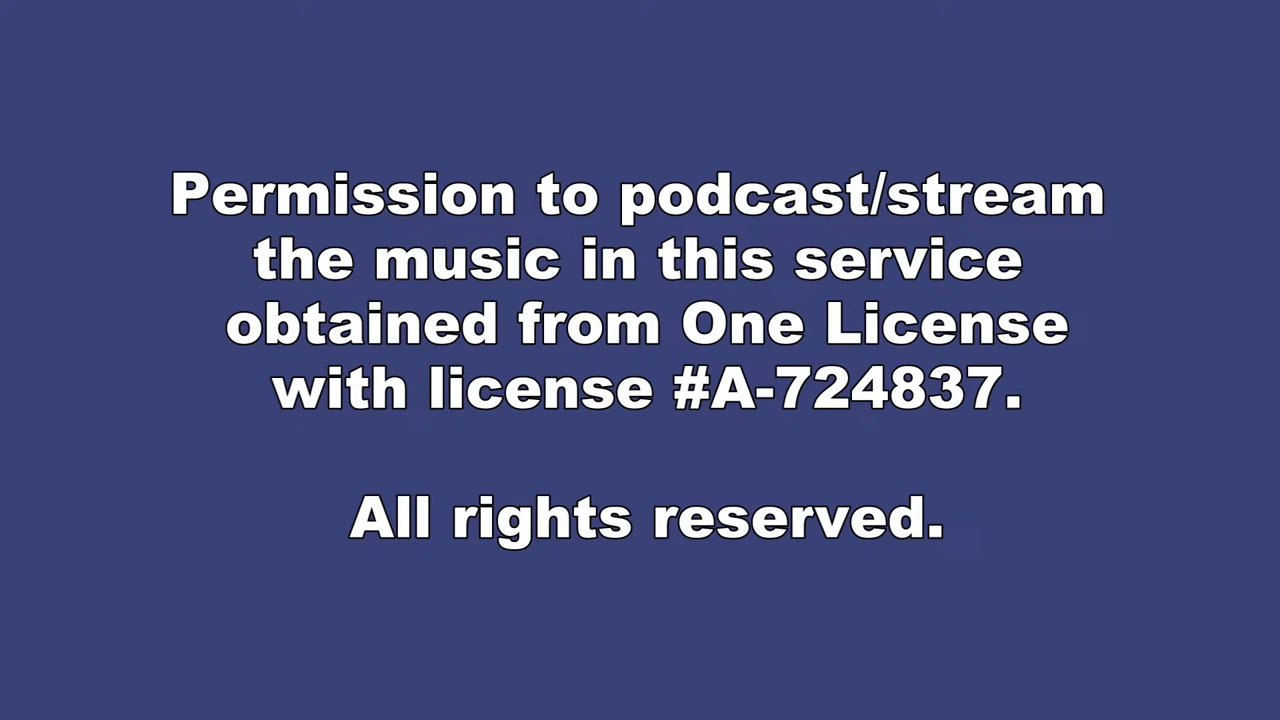 Permission to podcast/stream
the music in this service
obtained from One License
with license #A-724837.
All rights reserved.